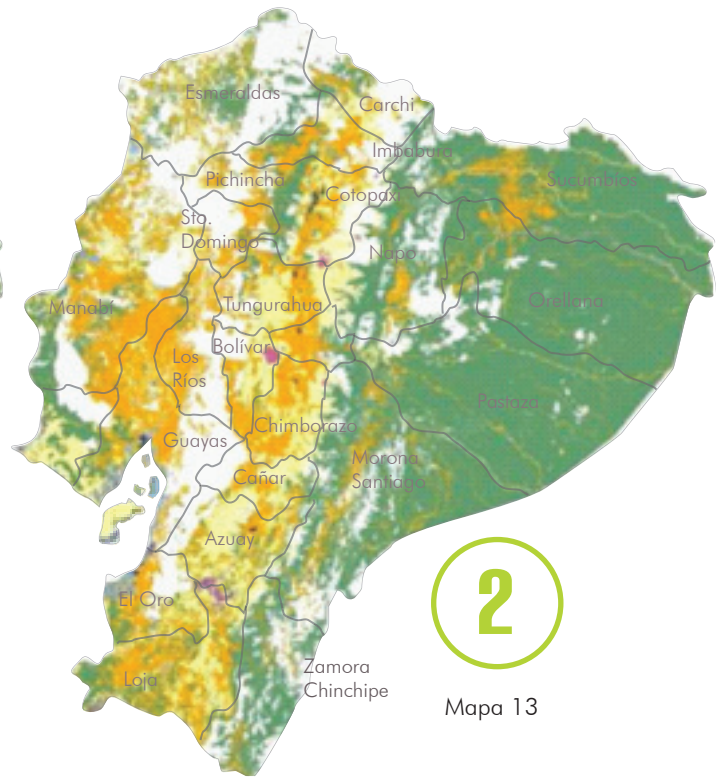 Esmeraldas
Carchi
Imbabura
Pichincha
Cotopaxi
Sucumbíos
Sto.
Domingo
Napo
Manabí
Tungurahua
Orellana
Bolívar
Los
Ríos
Pastaza
Guayas
Chimborazo
Morona
Santiago
Cañar
Azuay
El Oro
2
Loja
Zamora
Chinchipe
Mapa 13